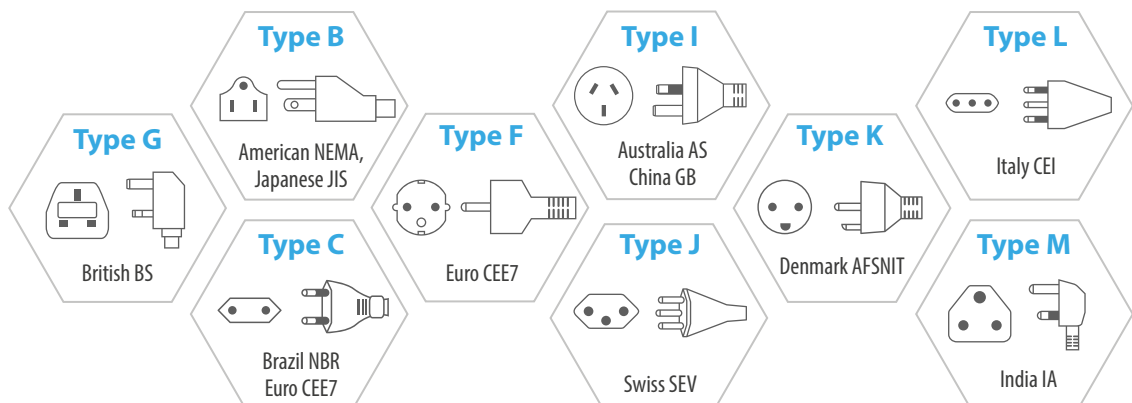 Type G
British BS
Type B
American NEMA,
Japanese JIS
Type C
Brazil NBR
Euro CEE7
Type F
Euro CEE7
Type I
Australia AS
China GB
Type J
Swiss SEV
Type K
Denmark AFSNIT
Type L
Italy CEI
Type M
India IA